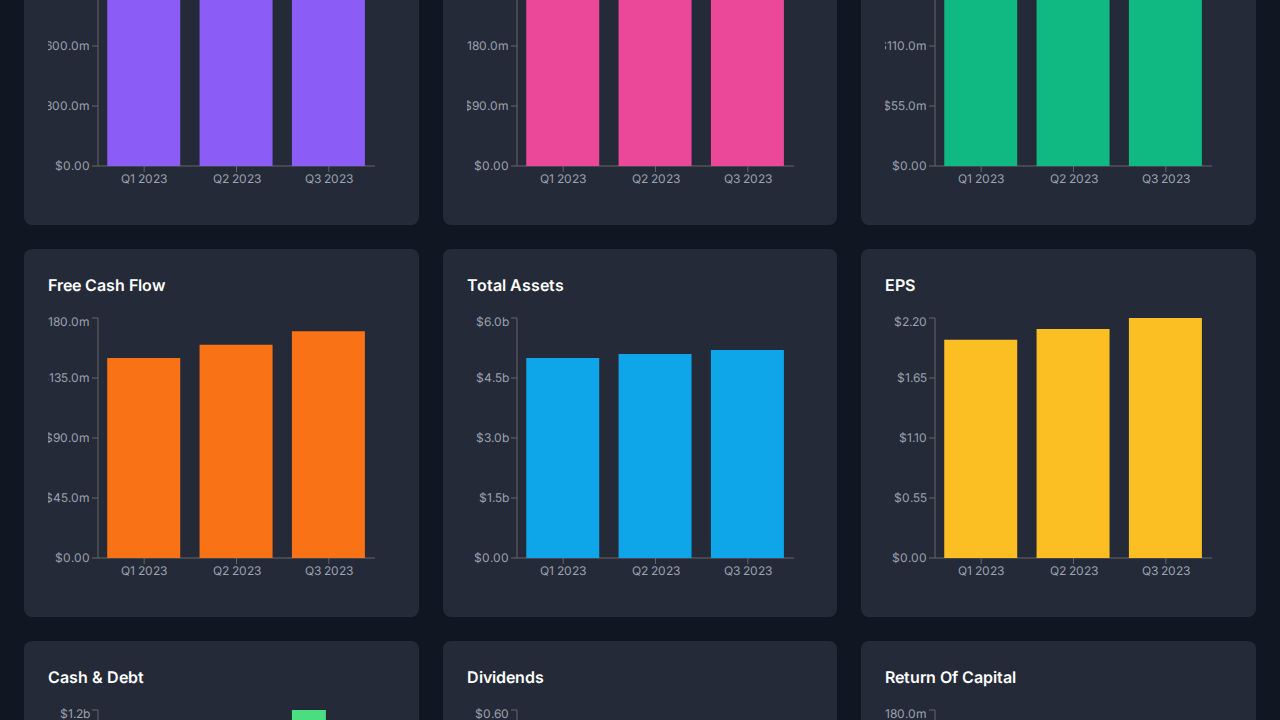 600.0m
300.0m
$0.00
Q1 2023
Q2 2023
Q3 2023
180.0m
$90.0m
$0.00
Q1 2023
Q2 2023
Q3 2023
$110.0m
$55.0m
$0.00
Q1 2023
Q2 2023
Q3 2023
Free Cash Flow
180.0m
135.0m
$90.0m
$45.0m
$0.00
Q1 2023
Q2 2023
Q3 2023
Total Assets
$6.0b
$4.5b
$3.0b
$1.5b
$0.00
Q1 2023
Q2 2023
Q3 2023
EPS
$2.20
$1.65
$1.10
$0.55
$0.00
Q1 2023
Q2 2023
Q3 2023
Cash & Debt
$1.2b
Dividends
$0.60
Return Of Capital
180.0m